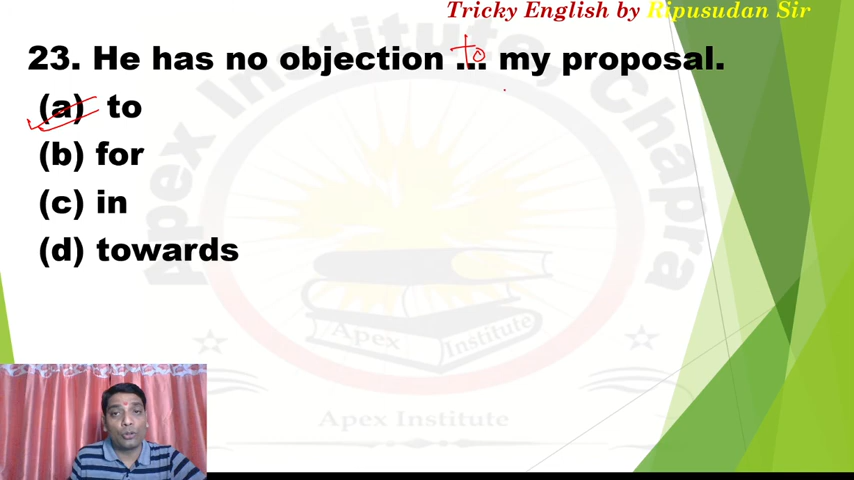 Tricky English by Ripusudan Sir
23. He has no objection ... my proposal.
to
(a) to
(b) for
(c) in
(d) towards
Apex Institute, Chapra
Apex Institute
Apex Institute